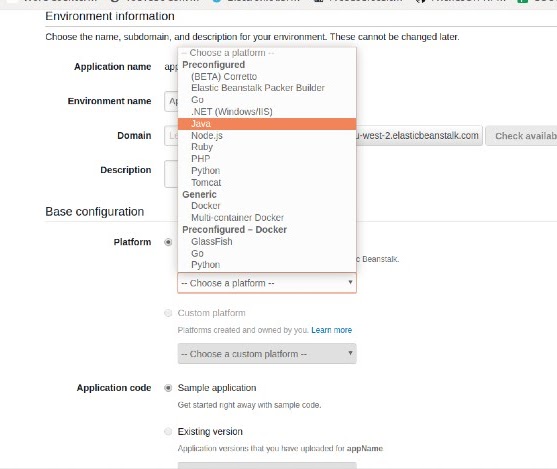 Environment information
Choose the name, subdomain, and description for your environment. These cannot be changed later.
Application name
Environment name
Domain
u-west-2.elasticbeanstalk.com
Check availab
Description
-- Choose a platform --
Preconfigured
(BETA) Corretto
Elastic Beanstalk Packer Builder
Go
.NET (Windows/IIS)
Java
Node.js
Ruby
PHP
Python
Tomcat
Generic
Docker
Multi-container Docker
Preconfigured – Docker
GlassFish
Go
Python
Base configuration
Platform
c Beanstalk.
-- Choose a platform --
Custom platform
Platforms created and owned by you. Learn more
-- Choose a custom platform --
Application code
Sample application
Get started right away with sample code.
Existing version
Application versions that you have uploaded for appName.